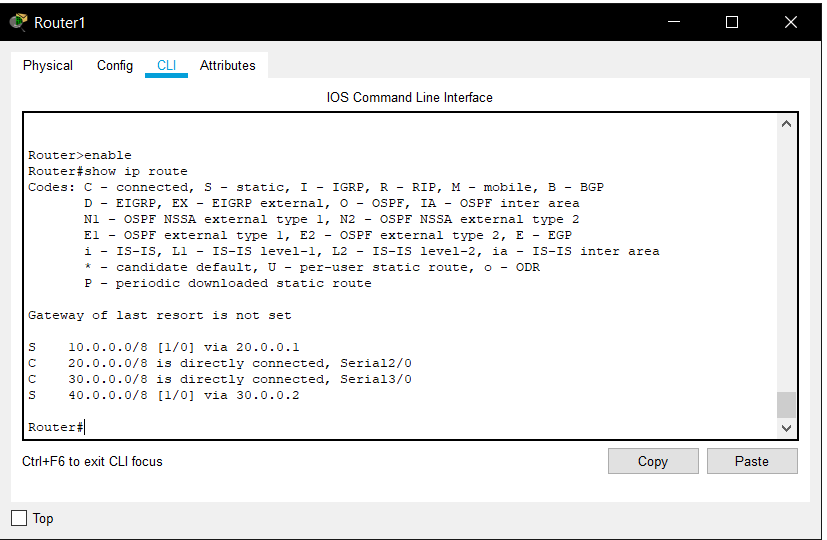 Router1
Physical Config CLI Attributes
IOS Command Line Interface
Router>enable
Router#show ip route
Codes: C - connected, S - static, I - IGRP, R - RIP, M - mobile, B - BGP
D - EIGRP, EX - EIGRP external, O - OSPF, IA - OSPF inter area
N1 - OSPF NSSA external type 1, N2 - OSPF NSSA external type 2
E1 - OSPF external type 1, E2 - OSPF external type 2, E - EGP
i - IS-IS, L1 - IS-IS level-1, L2 - IS-IS level-2, ia - IS-IS inter area
* - candidate default, U - per-user static route, o - ODR
P - periodic downloaded static route
Gateway of last resort is not set
S 10.0.0.0/8 [1/0] via 20.0.0.1
C 20.0.0.0/8 is directly connected, Serial2/0
C 30.0.0.0/8 is directly connected, Serial3/0
S 40.0.0.0/8 [1/0] via 30.0.0.2
Router#
Ctrl+F6 to exit CLI focus
Copy Paste
Top